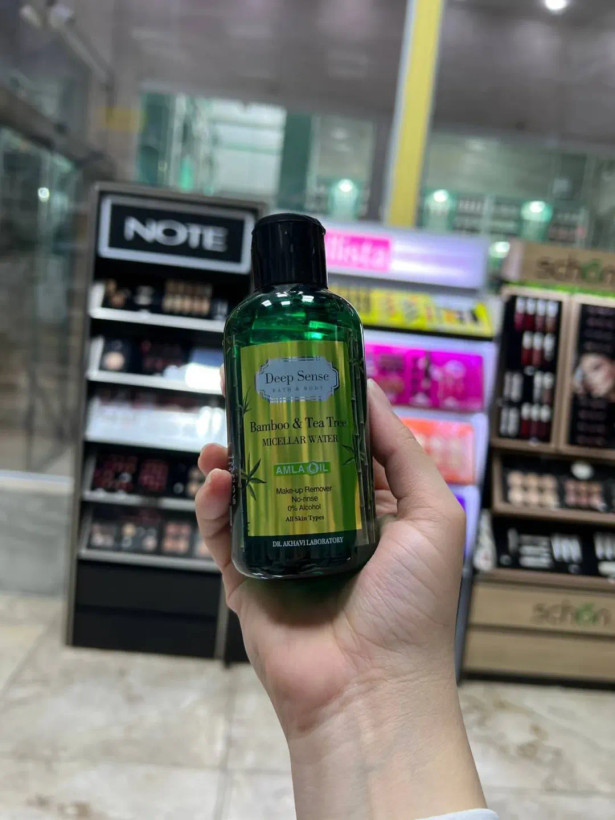 NOTE
schön
Deep Sense
BATH & BODY
Bamboo & Tea Tree
MICELLAR WATER
AMLA OIL
Make-up Remover
No-rinse
0% Alcohol
All Skin Types
DR. AKHAVI LABORATORY
schön